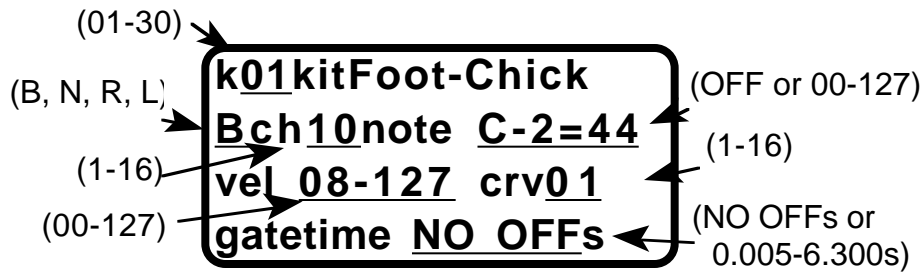 (01-30)
k01kitFoot-Chick
(B, N, R, L)
(OFF or 00-127)
Bch10note C-2=44
(1-16)
(1-16)
vel 08-127 crv01
(00-127)
(NO OFFs or
gatetime NO OFFs
0.005-6.300s)